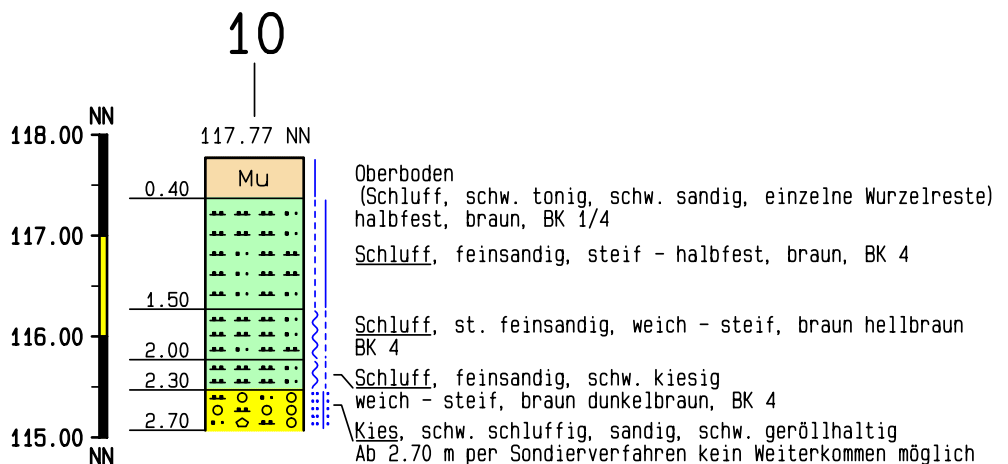 10
NN
118.00
117.77 NN
Mu
0.40
Oberboden
(Schluff, schw. tonig, schw. sandig, einzelne Wurzelreste)
halbfest, braun, BK 1/4
117.00
Schluff, feinsandig, steif - halbfest, braun, BK 4
1.50
116.00
Schluff, st. feinsandig, weich - steif, braun hellbraun
BK 4
2.00
2.30
Schluff, feinsandig, schw. kiesig
weich - steif, braun dunkelbraun, BK 4
2.70
115.00
NN
Kies, schw. schluffig, sandig, schw. geröllhaltig
Ab 2.70 m per Sondierverfahren kein Weiterkommen möglich